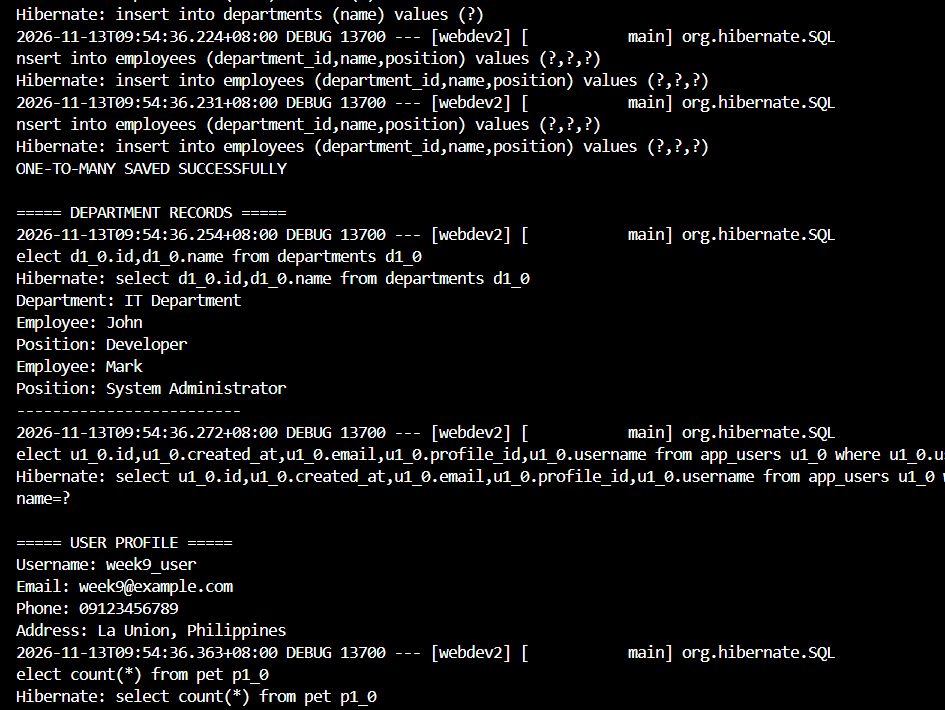 Hibernate: insert into departments (name) values (?)
2026-11-13T09:54:36.224+08:00 DEBUG 13700 --- [webdev2] [           main] org.hibernate.SQL
nsert into employees (department_id,name,position) values (?,?,?)
Hibernate: insert into employees (department_id,name,position) values (?,?,?)
2026-11-13T09:54:36.231+08:00 DEBUG 13700 --- [webdev2] [           main] org.hibernate.SQL
nsert into employees (department_id,name,position) values (?,?,?)
Hibernate: insert into employees (department_id,name,position) values (?,?,?)
ONE-TO-MANY SAVED SUCCESSFULLY

===== DEPARTMENT RECORDS =====
2026-11-13T09:54:36.254+08:00 DEBUG 13700 --- [webdev2] [           main] org.hibernate.SQL
elect d1_0.id,d1_0.name from departments d1_0
Hibernate: select d1_0.id,d1_0.name from departments d1_0
Department: IT Department
Employee: John
Position: Developer
Employee: Mark
Position: System Administrator
-------------------------
2026-11-13T09:54:36.272+08:00 DEBUG 13700 --- [webdev2] [           main] org.hibernate.SQL
elect u1_0.id,u1_0.created_at,u1_0.email,u1_0.profile_id,u1_0.username from app_users u1_0 where u1_0.us
Hibernate: select u1_0.id,u1_0.created_at,u1_0.email,u1_0.profile_id,u1_0.username from app_users u1_0
name=?

===== USER PROFILE =====
Username: week9_user
Email: week9@example.com
Phone: 09123456789
Address: La Union, Philippines
2026-11-13T09:54:36.363+08:00 DEBUG 13700 --- [webdev2] [           main] org.hibernate.SQL
elect count(*) from pet p1_0
Hibernate: select count(*) from pet p1_0